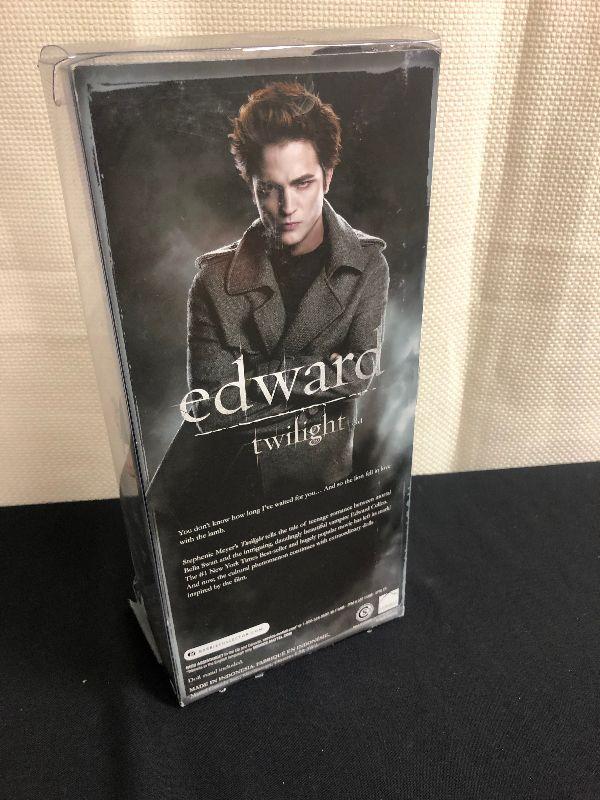 edward
twilight
You don't know how long I've waited for you... And so the lion fell in love
with the lamb.
Stephenie Meyer's Twilight tells the tale of teenage romance between mortal
Bella Swan and the intriguing, dazzlingly beautiful vampire Edward Cullen.
The #1 New York Times Best-seller and hugely popular movie has left its mark!
And now, the cultural phenomenon continues with extraordinary dolls
inspired by the film.
BARBIECOLLECTOR.COM
Doll stand included.
MADE IN INDONESIA. FABRIQUÉ EN INDONÉSIE.